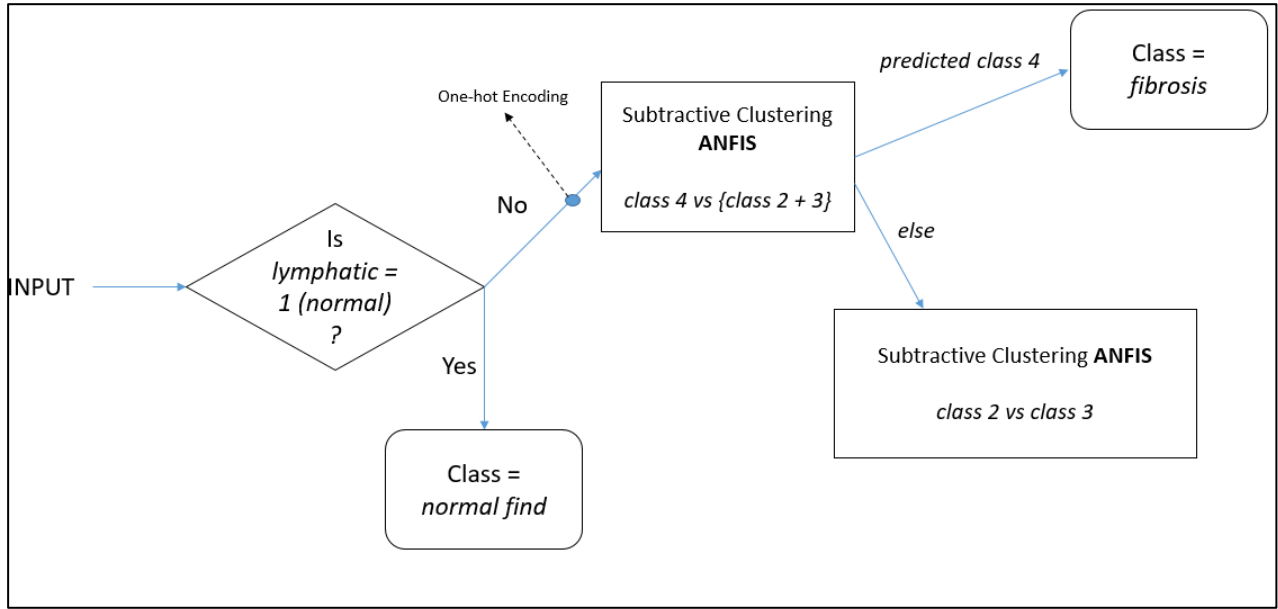 INPUT
Is
lymphatic =
1 (normal)
?
Yes
Class =
normal find
No
One-hot Encoding
Subtractive Clustering
ANFIS
class 4 vs {class 2 + 3}
predicted class 4
Class =
fibrosis
else
Subtractive Clustering ANFIS
class 2 vs class 3